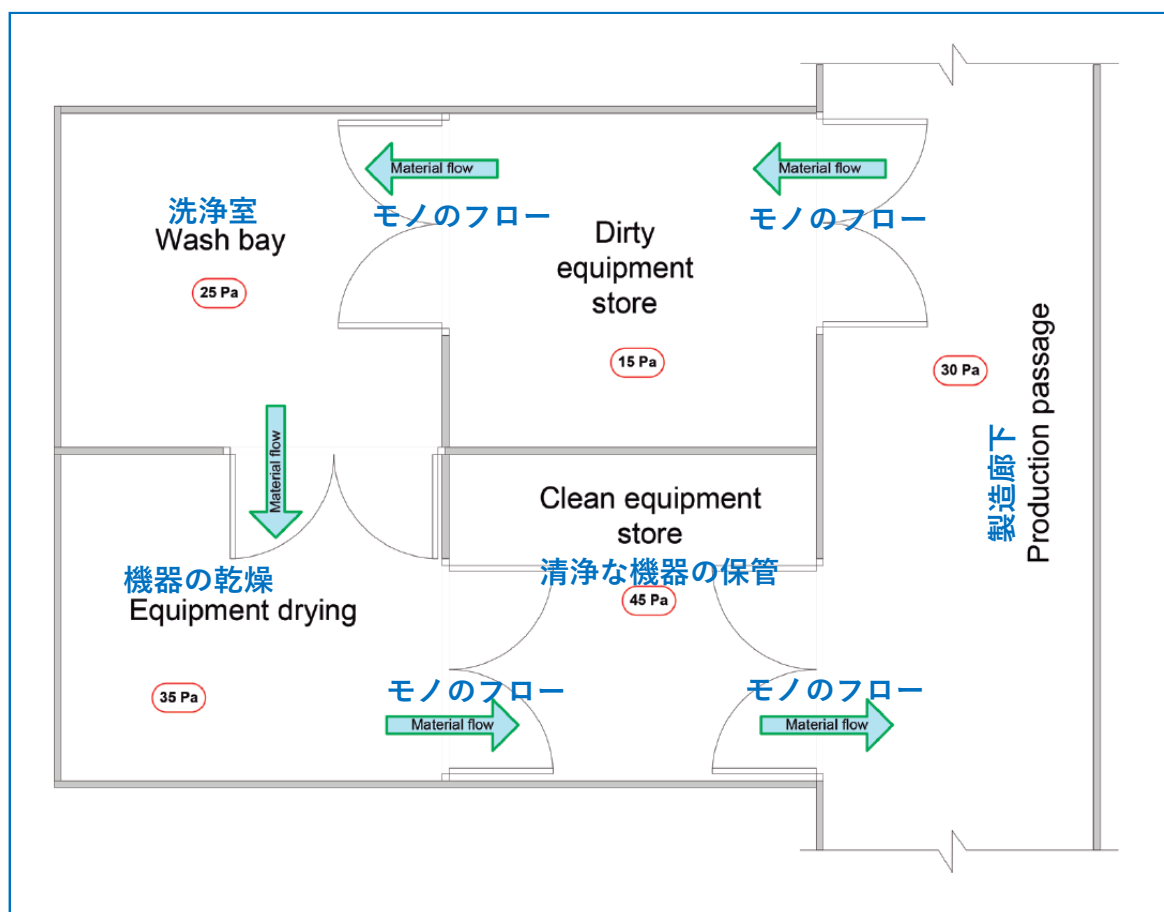 Material flow
Material flow
モノのフロー
モノのフロー
洗浄室
Wash bay
25 Pa
Dirty
equipment
store
15 Pa
30 Pa
製造廊下
Production passage
Material flow
Clean equipment
store
清浄な機器の保管
45 Pa
機器の乾燥
Equipment drying
35 Pa
モノのフロー
モノのフロー
Material flow
Material flow